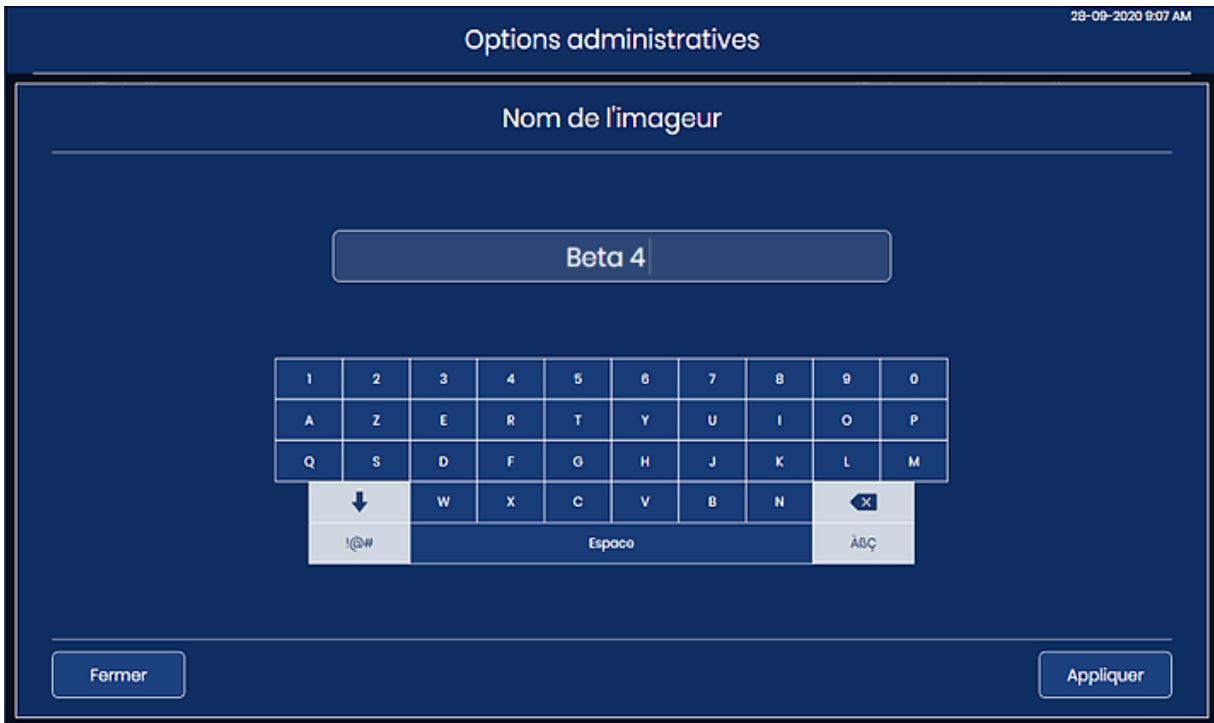 28-09-2020 9:07 AM
Options administratives
Nom de l'imageur
Beta 4
1 2 3 4 5 6 7 8 9 0
A Z E R T Y U I O P
Q S D F G H J K L M
W X C V B N
!@# Espace ÀßÇ
Fermer Appliquer